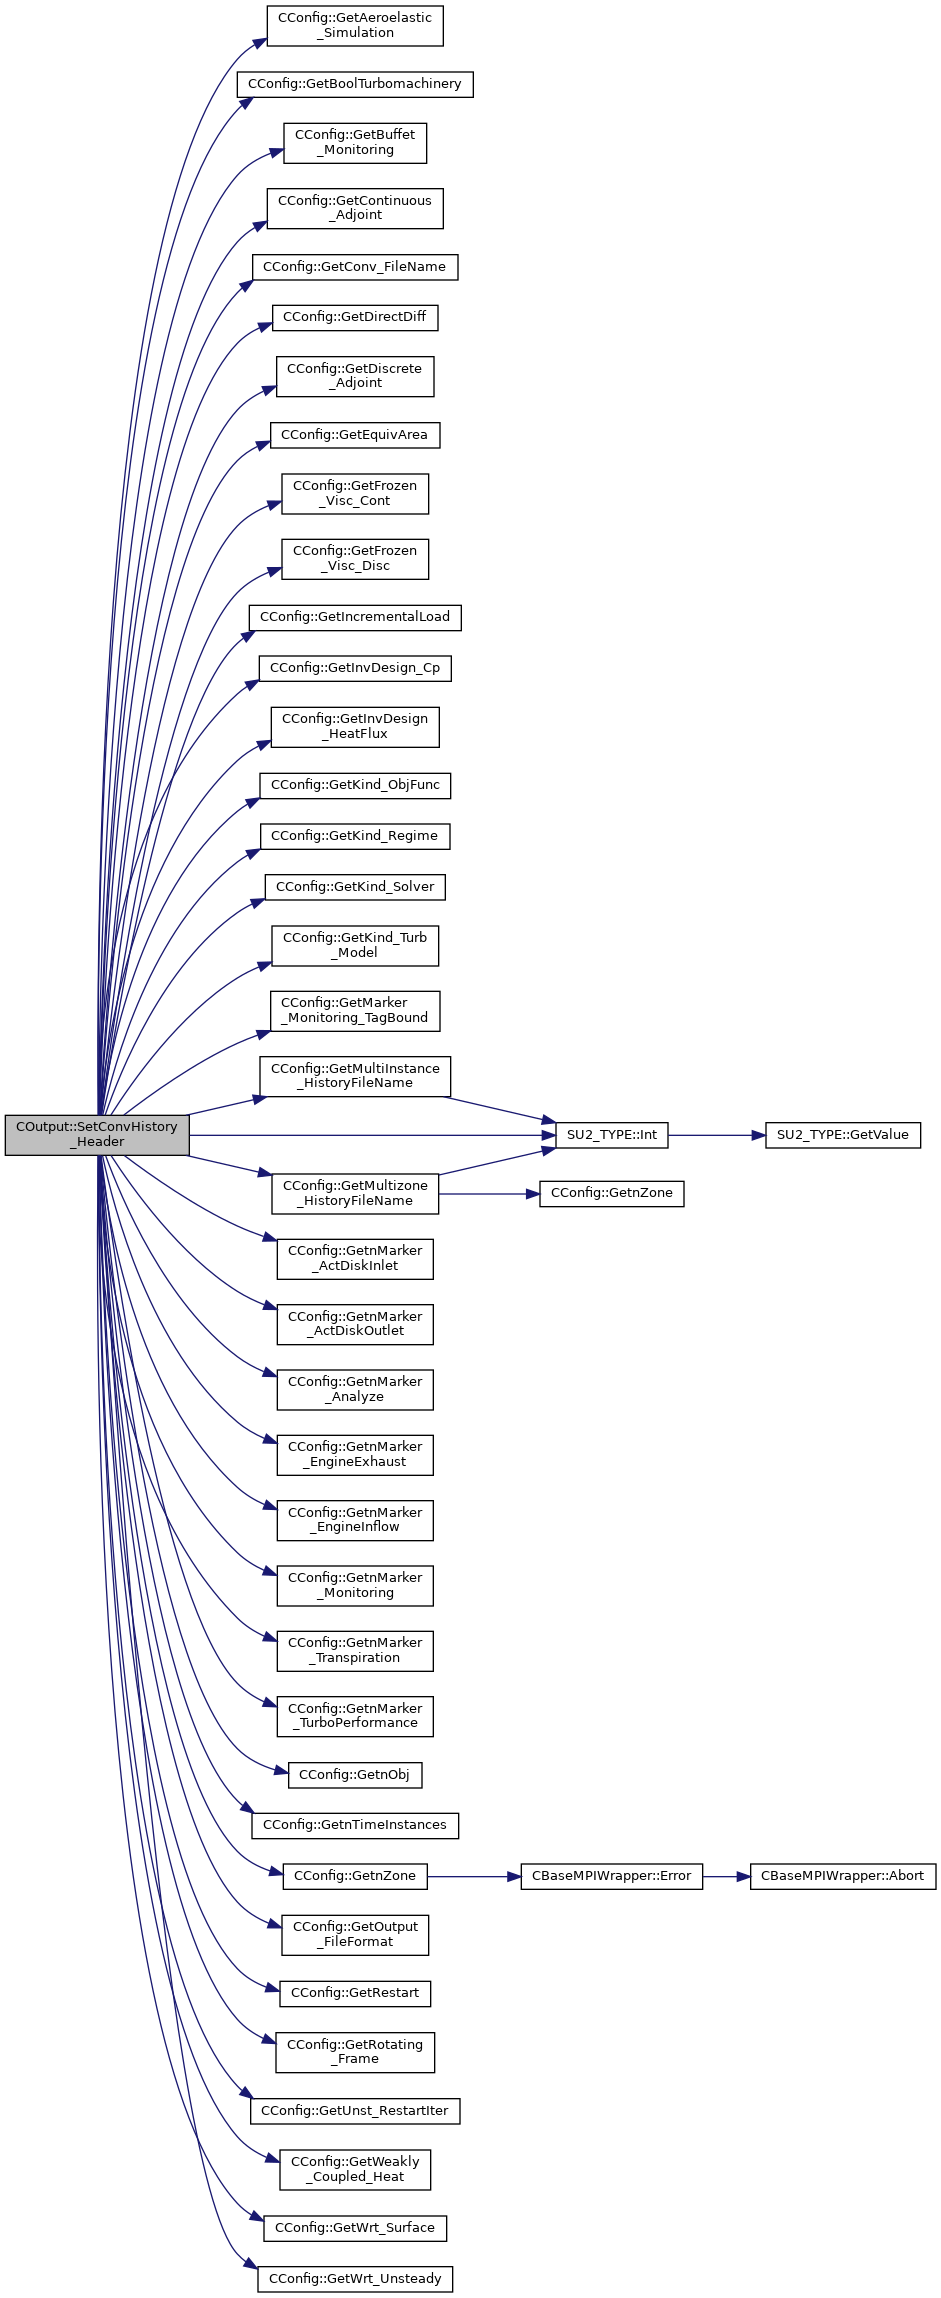 CConfig::GetAeroelastic
_Simulation
CConfig::GetBoolTurbomachinery
CConfig::GetBuffet
_Monitoring
CConfig::GetContinuous
_Adjoint
CConfig::GetConv_FileName
CConfig::GetDirectDiff
CConfig::GetDiscrete
_Adjoint
CConfig::GetEquivArea
CConfig::GetFrozen
_Visc_Cont
CConfig::GetFrozen
_Visc_Disc
CConfig::GetIncrementalLoad
CConfig::GetInvDesign_Cp
CConfig::GetInvDesign
_HeatFlux
CConfig::GetKind_ObjFunc
CConfig::GetKind_Regime
CConfig::GetKind_Solver
CConfig::GetKind_Turb
_Model
CConfig::GetMarker
_Monitoring_TagBound
CConfig::GetMultiInstance
_HistoryFileName
COutput::SetConvHistory
_Header
SU2_TYPE::Int
SU2_TYPE::GetValue
CConfig::GetMultizone
_HistoryFileName
CConfig::GetnZone
CConfig::GetnMarker
_ActDiskInlet
CConfig::GetnMarker
_ActDiskOutlet
CConfig::GetnMarker
_Analyze
CConfig::GetnMarker
_EngineExhaust
CConfig::GetnMarker
_EngineInflow
CConfig::GetnMarker
_Monitoring
CConfig::GetnMarker
_Transpiration
CConfig::GetnMarker
_TurboPerformance
CConfig::GetnObj
CConfig::GetnTimeInstances
CConfig::GetnZone
CBaseMPIWrapper::Error
CBaseMPIWrapper::Abort
CConfig::GetOutput
_FileFormat
CConfig::GetRestart
CConfig::GetRotating
_Frame
CConfig::GetUnst_RestartIter
CConfig::GetWeakly
_Coupled_Heat
CConfig::GetWrt_Surface
CConfig::GetWrt_Unsteady